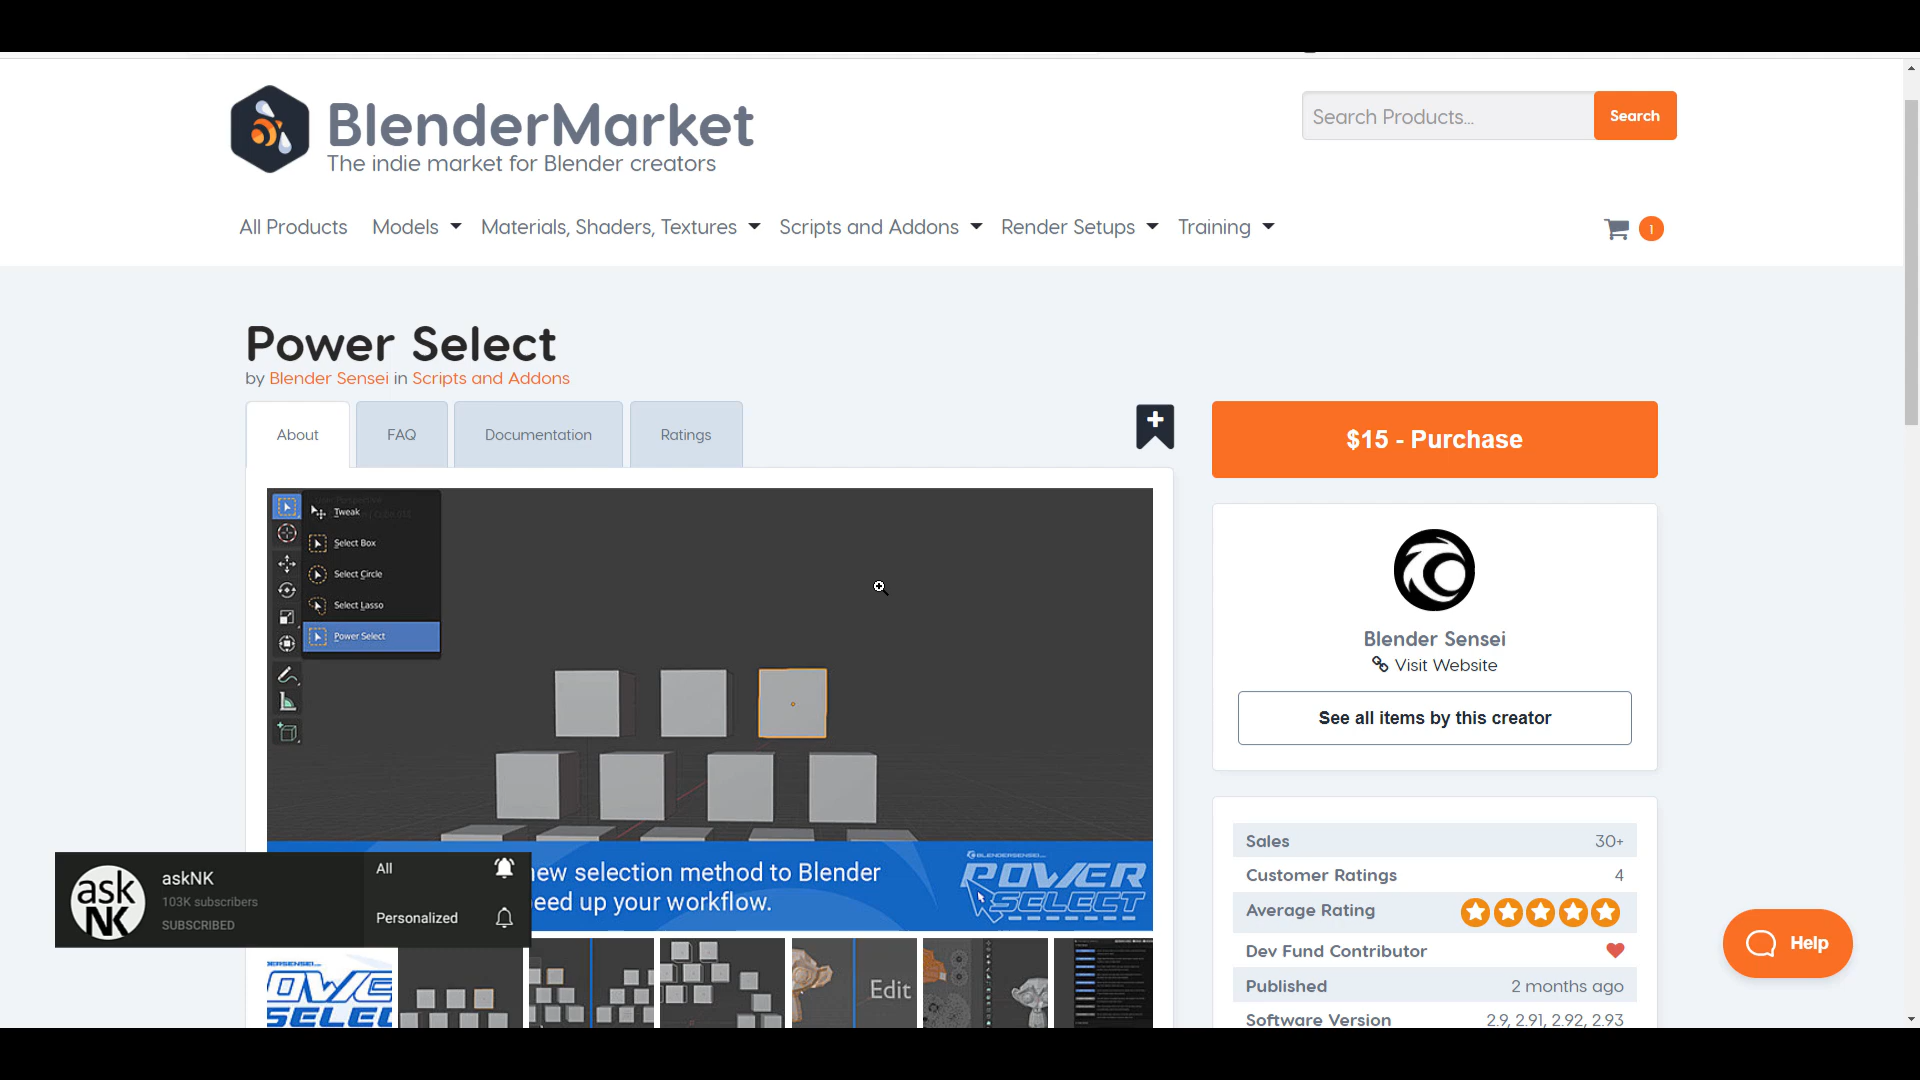 BlenderMarket
The indie market for Blender creators
Search Products...
Search
All Products
Models
Materials, Shaders, Textures
Scripts and Addons
Render Setups
Training
1
Power Select
by Blender Sensei in Scripts and Addons
About
FAQ
Documentation
Ratings
$15 - Purchase
Tweak
Select Box
Select Circle
Select Lasso
Power Select
Blender Sensei
Visit Website
See all items by this creator
Sales 30+
Customer Ratings 4
Average Rating
Dev Fund Contributor
Published 2 months ago
Software Version 2.9, 2.91, 2.92, 2.93
new selection method to Blender
eed up your workflow.
POWER
SELECT
ask
NK
askNK
103K subscribers
SUBSCRIBED
All
Personalized
Edit
Help